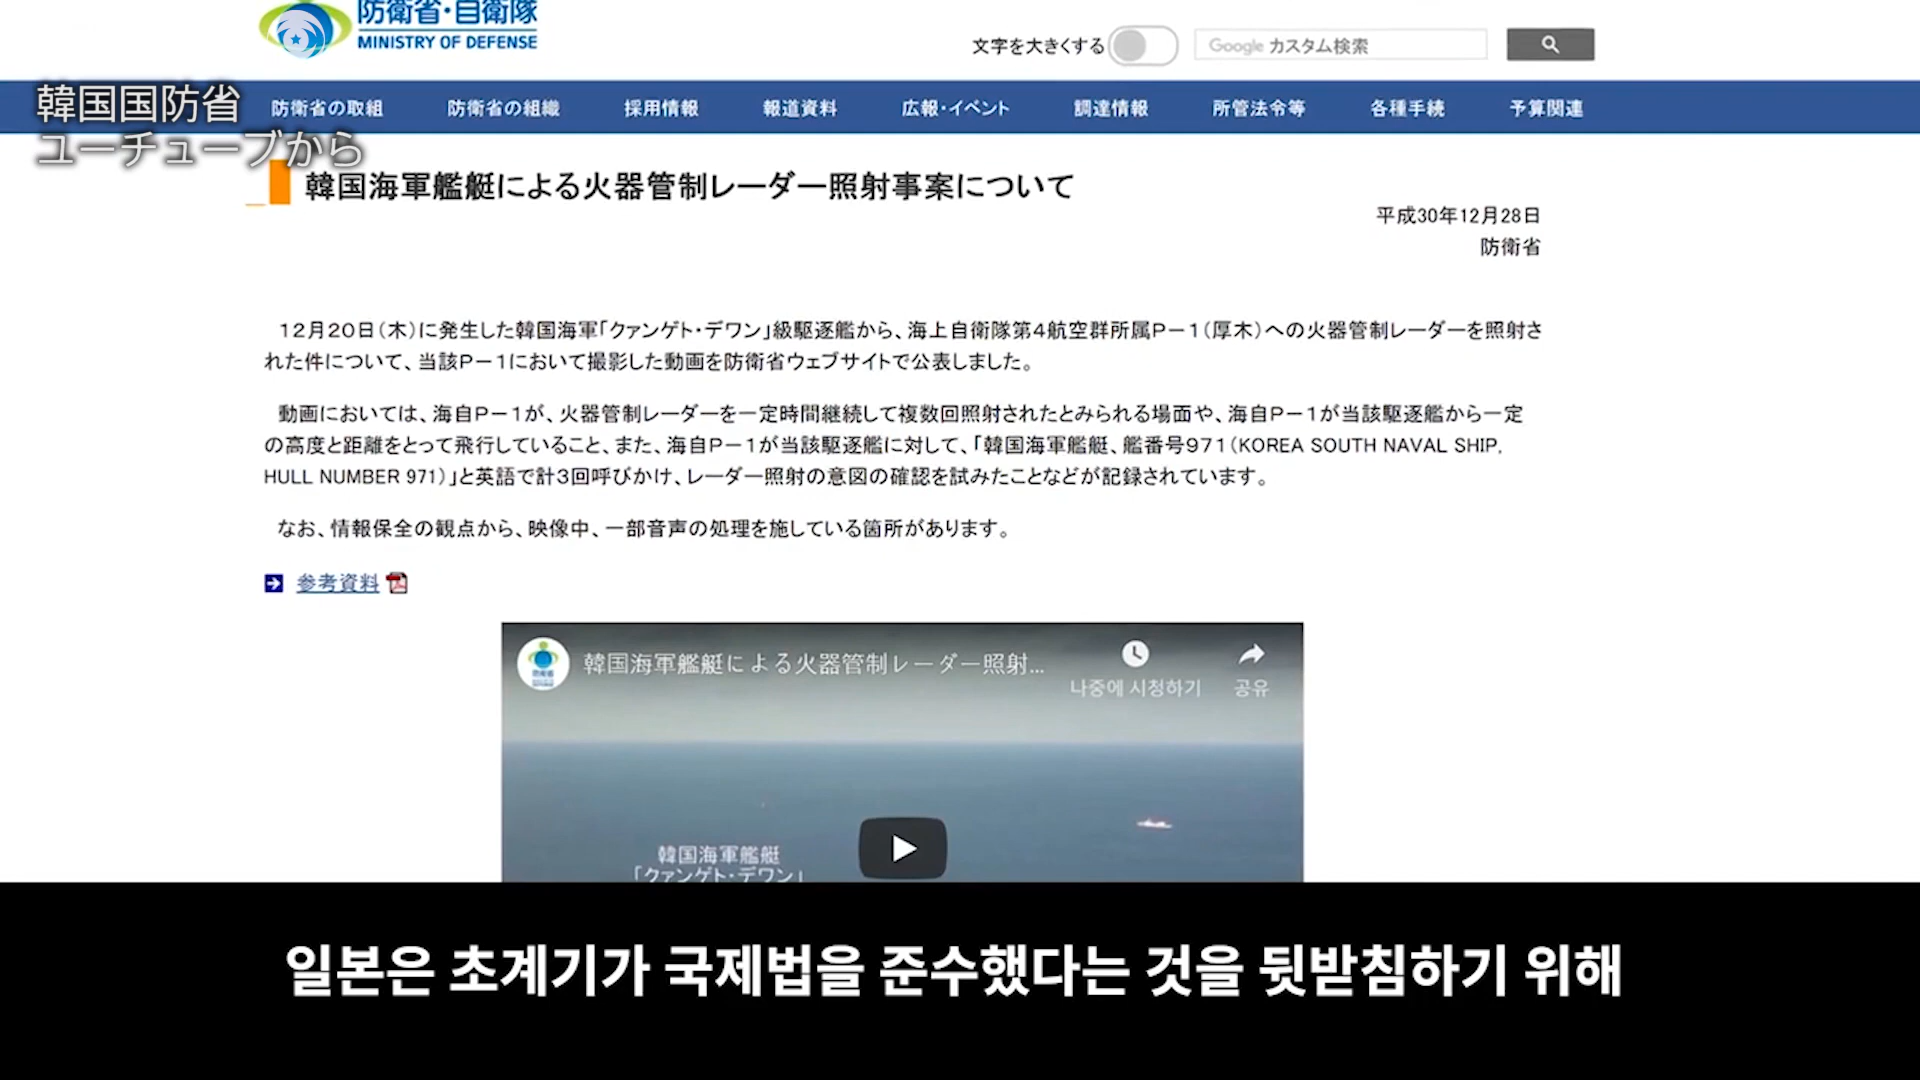 防衛省・自衛隊
MINISTRY OF DEFENSE
文字を大きくする
Google カスタム検索
韓国国防省
ユーチューブから
防衛省の取組 防衛省の組織 採用情報 報道資料 広報・イベント 調達情報 所管法令等 各種手続 予算関連
韓国海軍艦艇による火器管制レーダー照射事案について
平成30年12月28日
防衛省
12月20日(木)に発生した韓国海軍「クァンゲト・デワン」級駆逐艦から、海上自衛隊第4航空群所属P-1(厚木)への火器管制レーダーを照射さ
れた件について、当該P-1において撮影した動画を防衛省ウェブサイトで公表しました。
動画においては、海自P-1が、火器管制レーダーを一定時間継続して複数回照射されたとみられる場面や、海自P-1が当該駆逐艦から一定
の高度と距離をとって飛行していること、また、海自P-1が当該駆逐艦に対して、「韓国海軍艦艇、艦番号971(KOREA SOUTH NAVAL SHIP,
HULL NUMBER 971)」と英語で計3回呼びかけ、レーダー照射の意図の確認を試みたことなどが記録されています。
なお、情報保全の観点から、映像中、一部音声の処理を施している箇所があります。
参考資料
韓国海軍艦艇による火器管制レーダー照射...
나중에 시청하기 공유
韓国海軍艦艇
「クァンゲト・デワン」
일본은 초계기가 국제법을 준수했다는 것을 뒷받침하기 위해